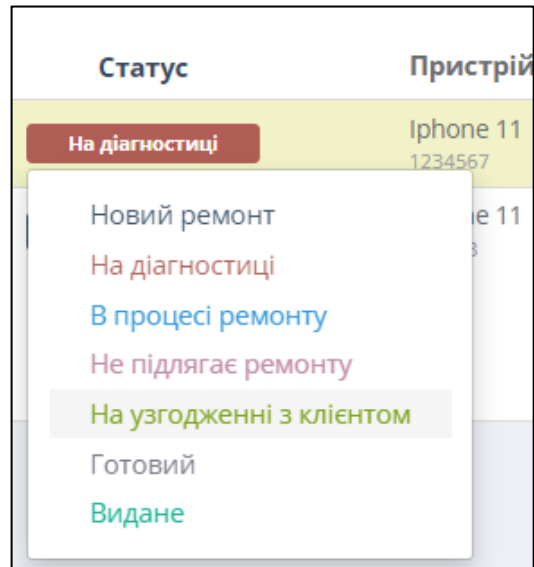 Статус Пристрій
На діагностиці Iphone 11
1234567
Новий ремонт e 11
На діагностиці
В процесі ремонту
Не підлягає ремонту
На узгодженні з клієнтом
Готовий
Видане